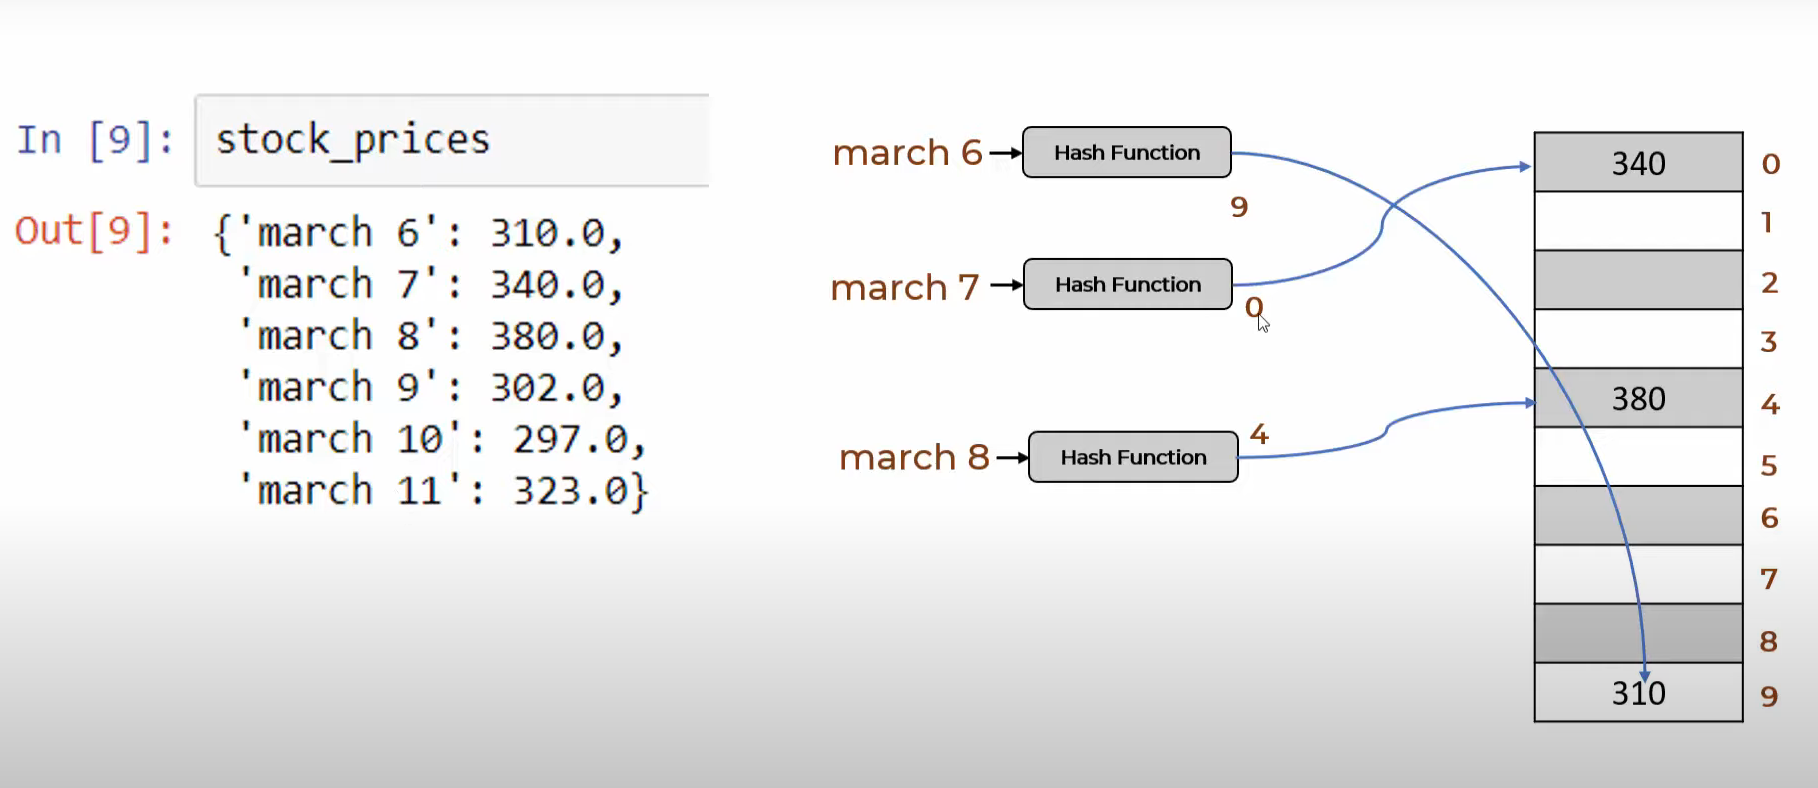 In [9]: stock_prices
Out[9]: {'march 6': 310.0,
'march 7': 340.0,
'march 8': 380.0,
'march 9': 302.0,
'march 10': 297.0,
'march 11': 323.0}
march 6 Hash Function
9
march 7 Hash Function
0
march 8 Hash Function
4
340 0
1
2
3
380 4
5
6
7
8
310 9